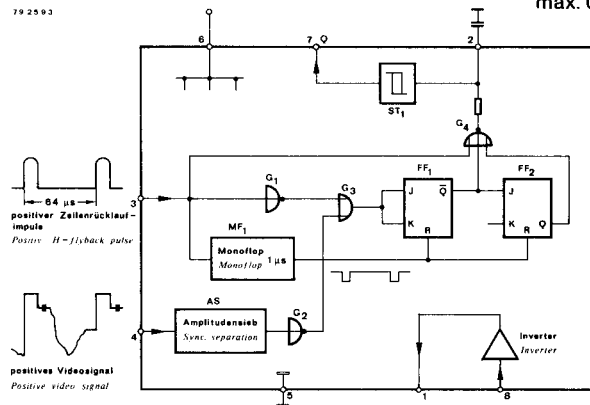 79 2593
max.
6
7 Q
2
ST1
G4
FF1
FF2
G1
G3
J Q̅
K
R
J
K Q
R
64 µs
3
positiver Zeilenrücklauf-
impuls
Positiv H-flyback pulse
MF1
Monoflop
Monoflop 1 µs
AS
Amplitudensieb
Sync. separation
G2
4
Inverter
Inverter
positives Videosignal
Positive video signal
5
1
8